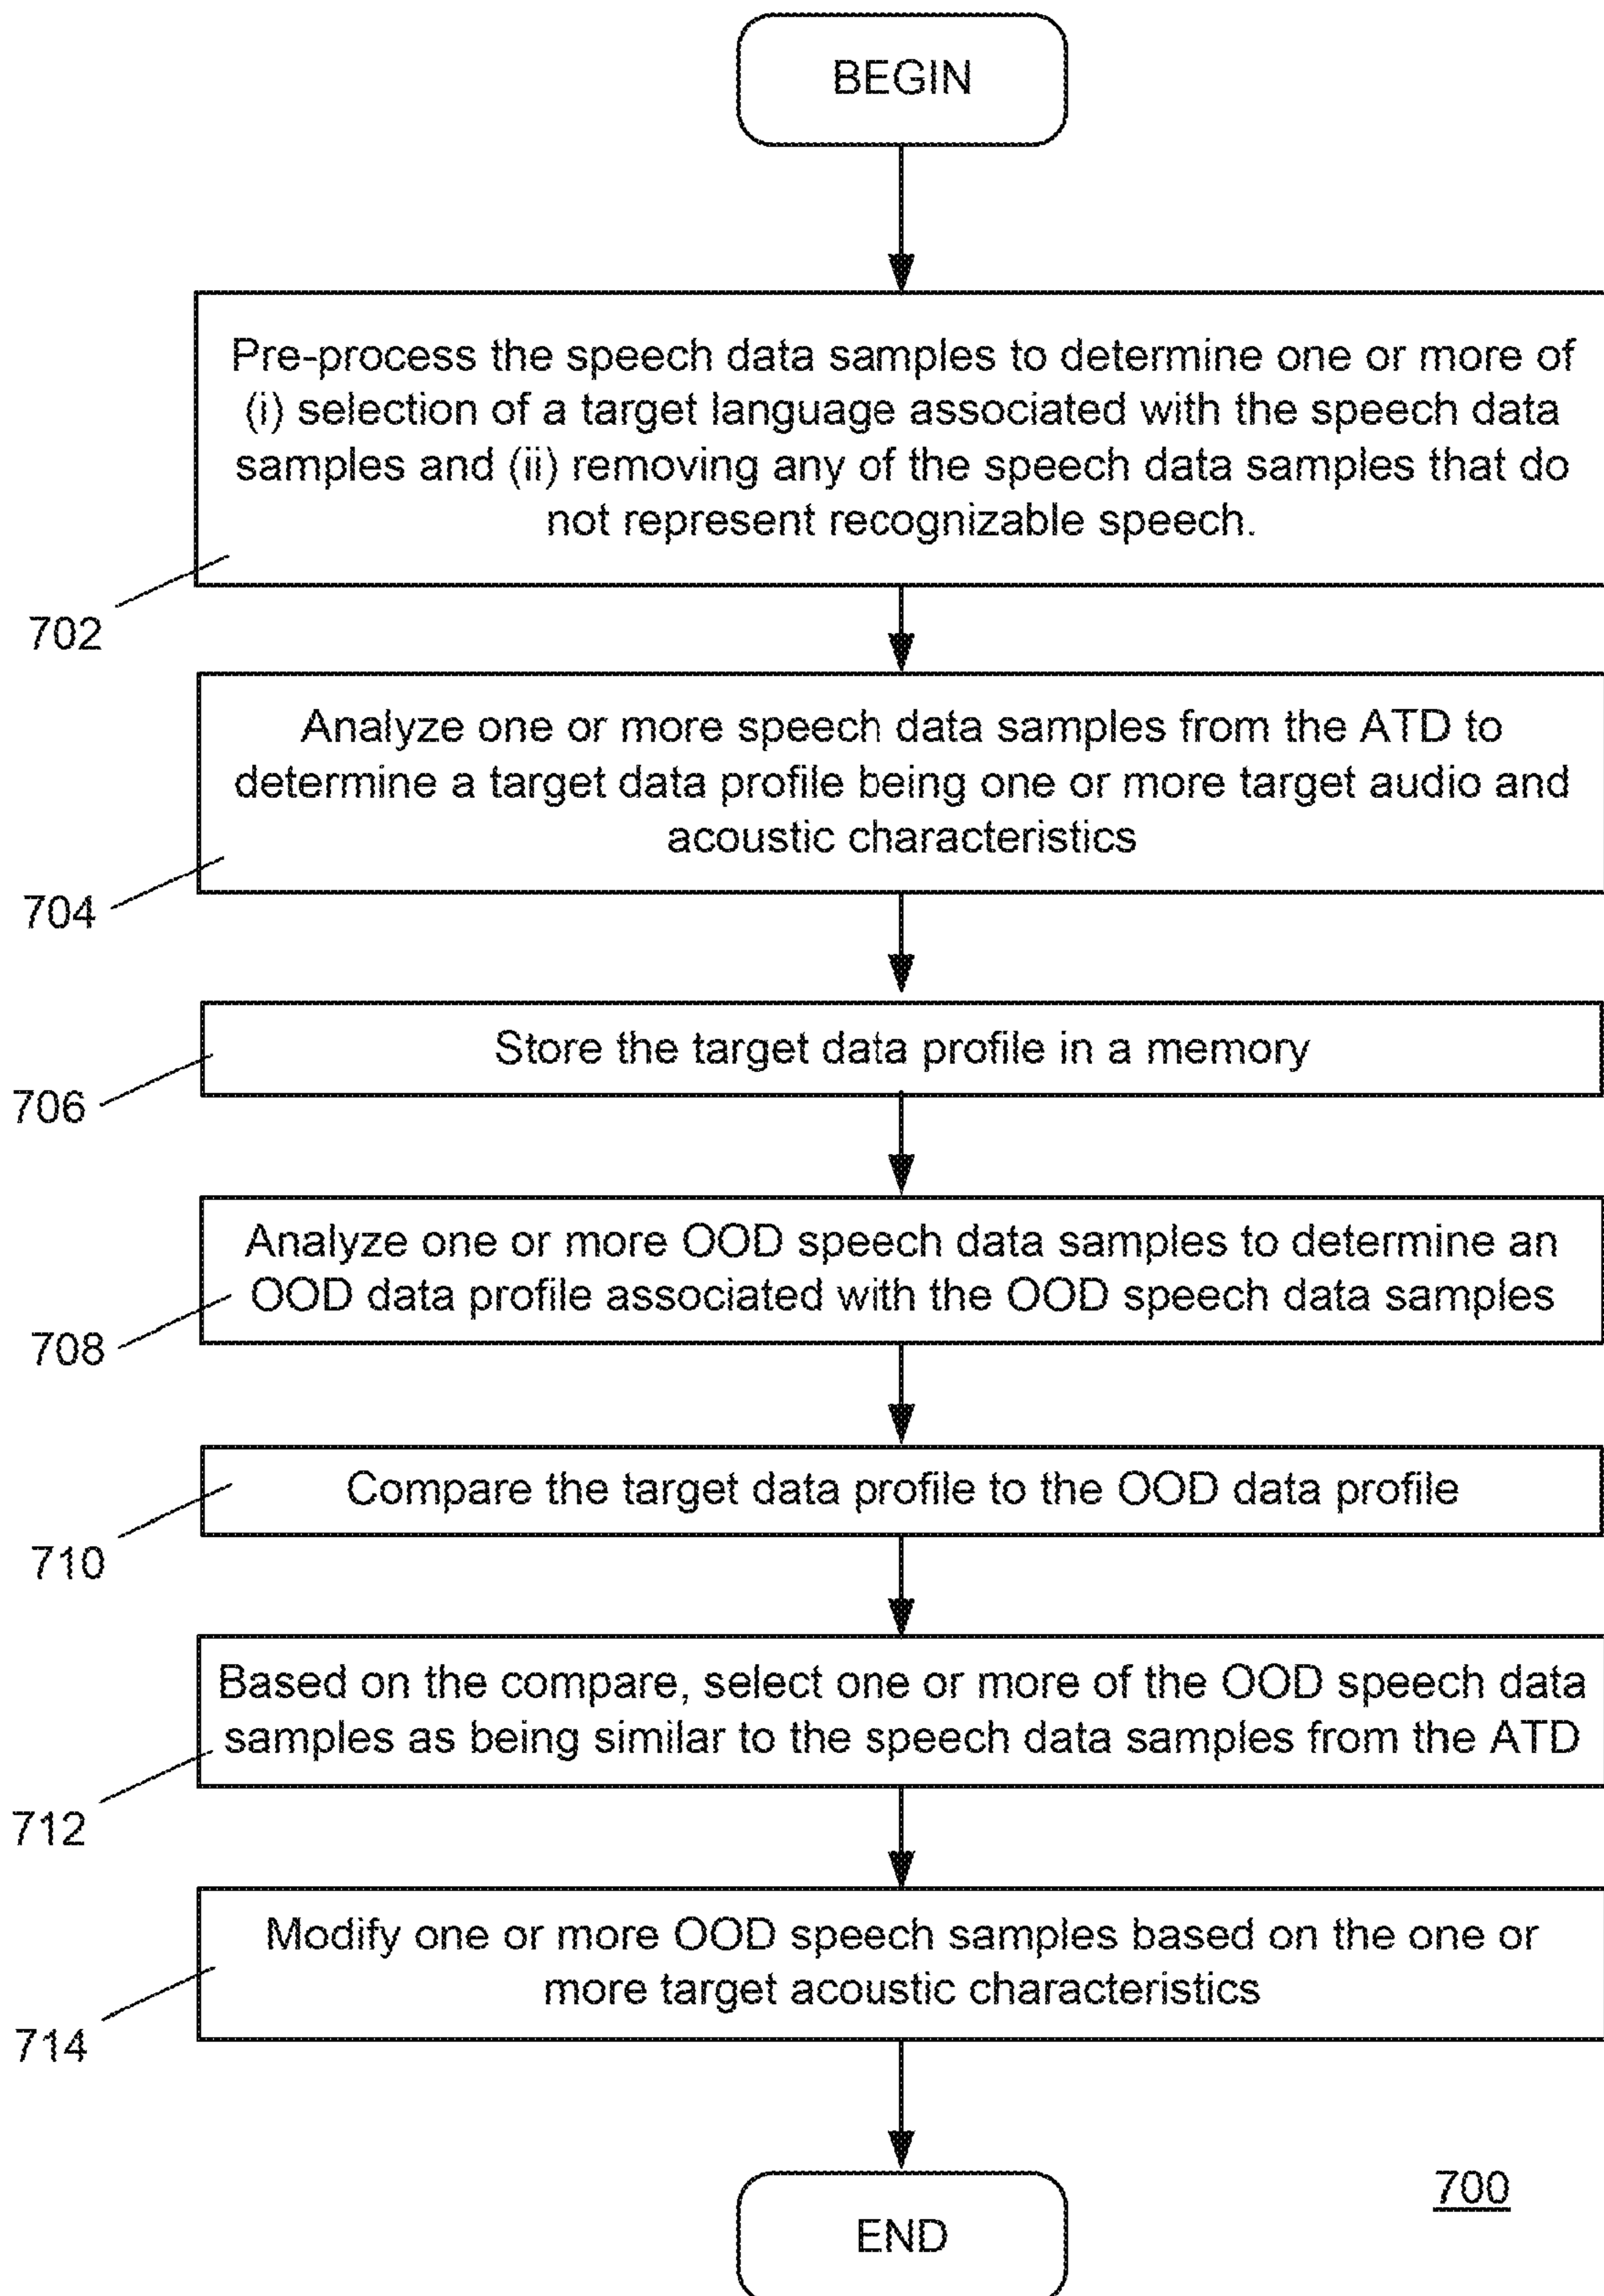 BEGIN
Pre-process the speech data samples to determine one or more of
(i) selection of a target language associated with the speech data
samples and (ii) removing any of the speech data samples that do
not represent recognizable speech.
702
Analyze one or more speech data samples from the ATD to
determine a target data profile being one or more target audio and
acoustic characteristics
704
Store the target data profile in a memory
706
Analyze one or more OOD speech data samples to determine an
OOD data profile associated with the OOD speech data samples
708
Compare the target data profile to the OOD data profile
710
Based on the compare, select one or more of the OOD speech data
samples as being similar to the speech data samples from the ATD
712
Modify one or more OOD speech samples based on the one or
more target acoustic characteristics
714
700
END